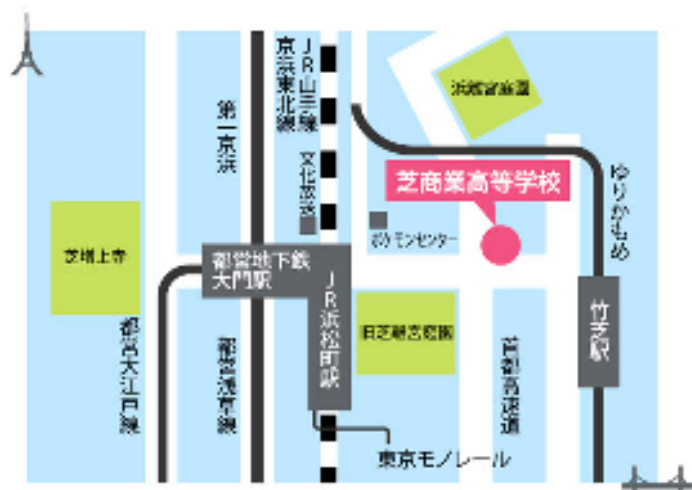 JR山手線
京浜東北線
第一京浜
文化放送
浜離宮庭園
芝商業高等学校
ゆりかもめ
ポケモンセンター
芝増上寺
都営地下鉄
大門駅
JR浜松町駅
旧芝離宮庭園
竹芝駅
都営大江戸線
都営浅草線
首都高速道
東京モノレール